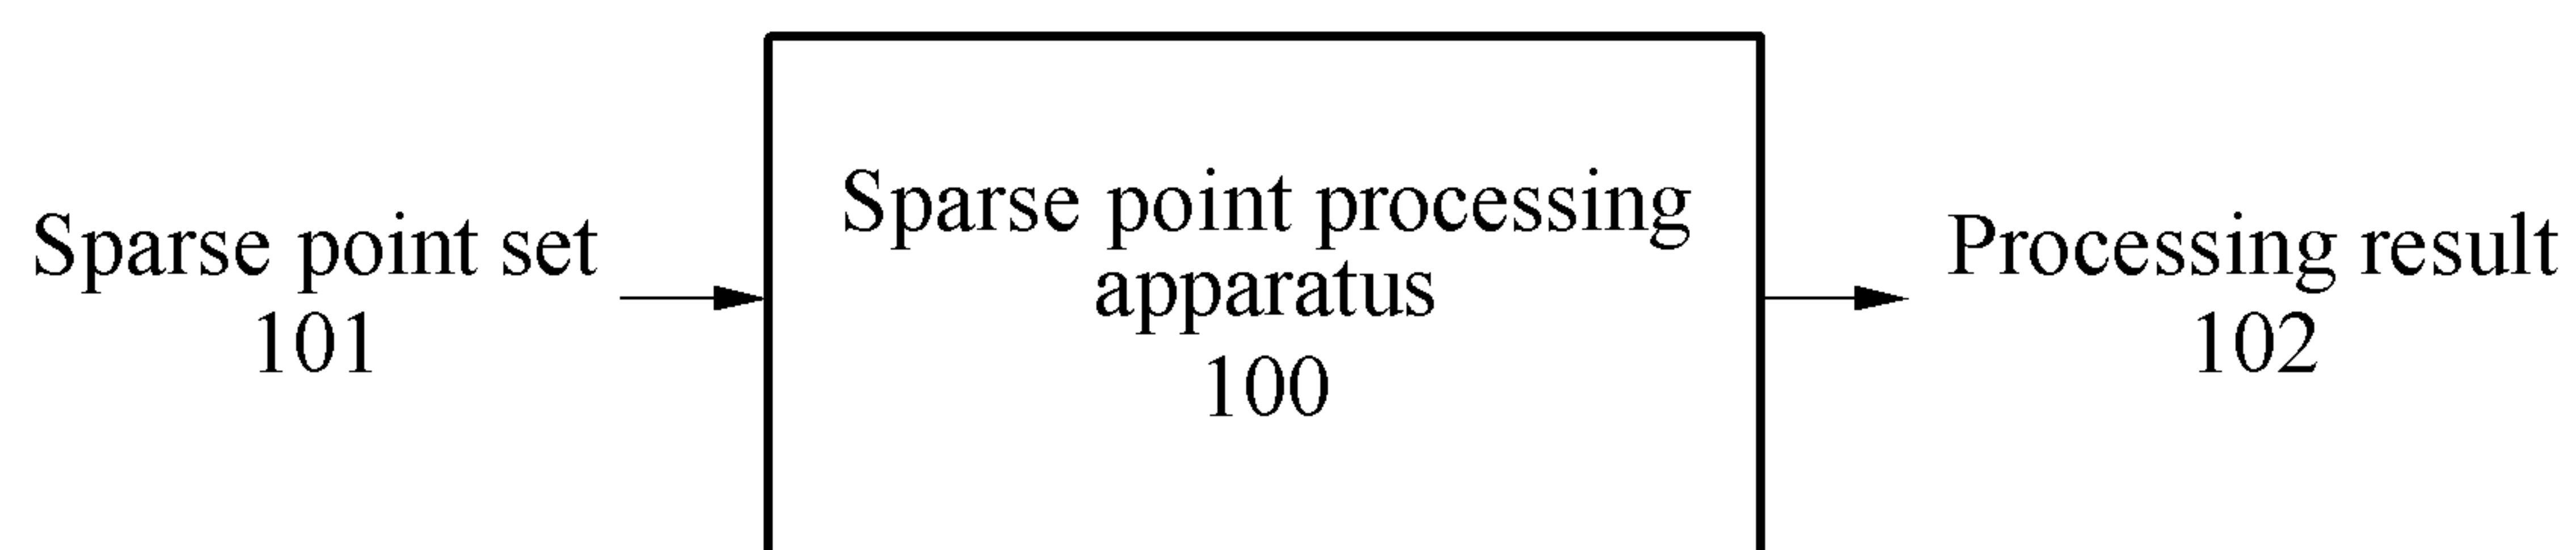 Sparse point set
101
Sparse point processing
apparatus
100
Processing result
102